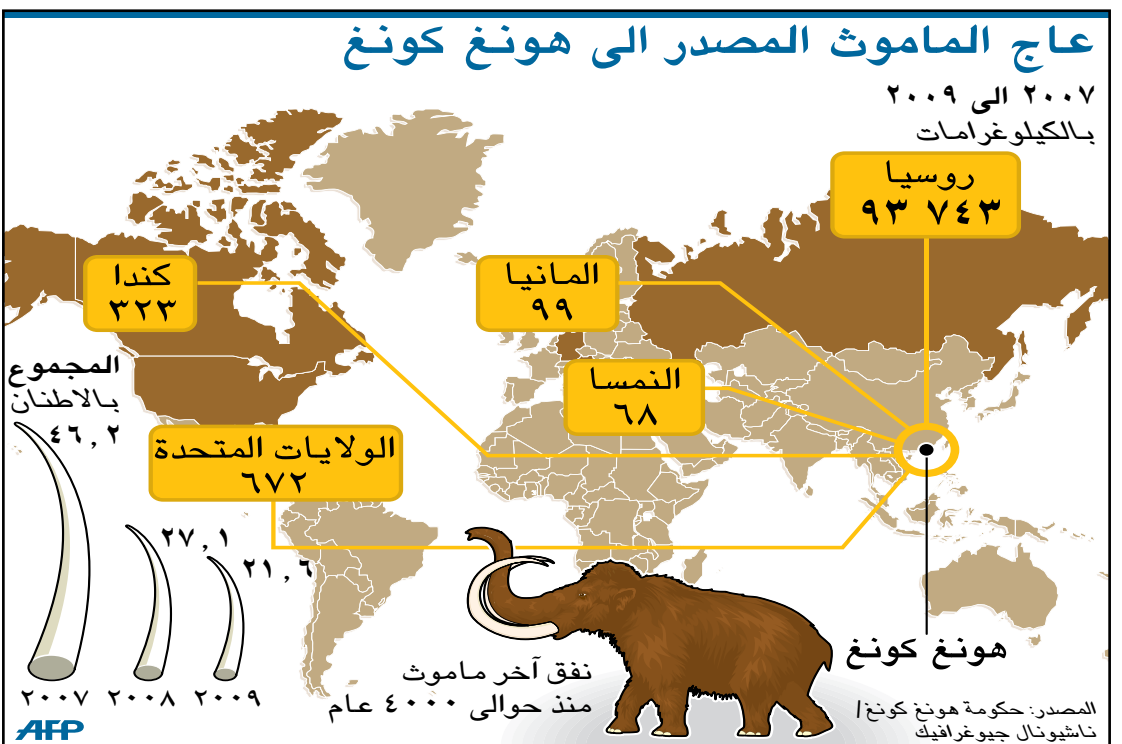 عاج الماموث المصدر الى هونغ كونغ
٢٠٠٧ الى ٢٠٠٩
بالكيلوغرامات
روسيا
٩٣ ٧٤٣
المانيا
٩٩
كندا
٣٢٣
النمسا
٦٨
الولايات المتحدة
٦٧٢
المجموع
بالاطنان
٤٦,٢
٢٧,١
٢١,٦
٢٠٠٧
٢٠٠٨
٢٠٠٩
هونغ كونغ
نفق آخر ماموث
منذ حوالى ٤٠٠٠ عام
المصدر: حكومة هونغ كونغ/
ناشيونال جيوغرافيك
AFP